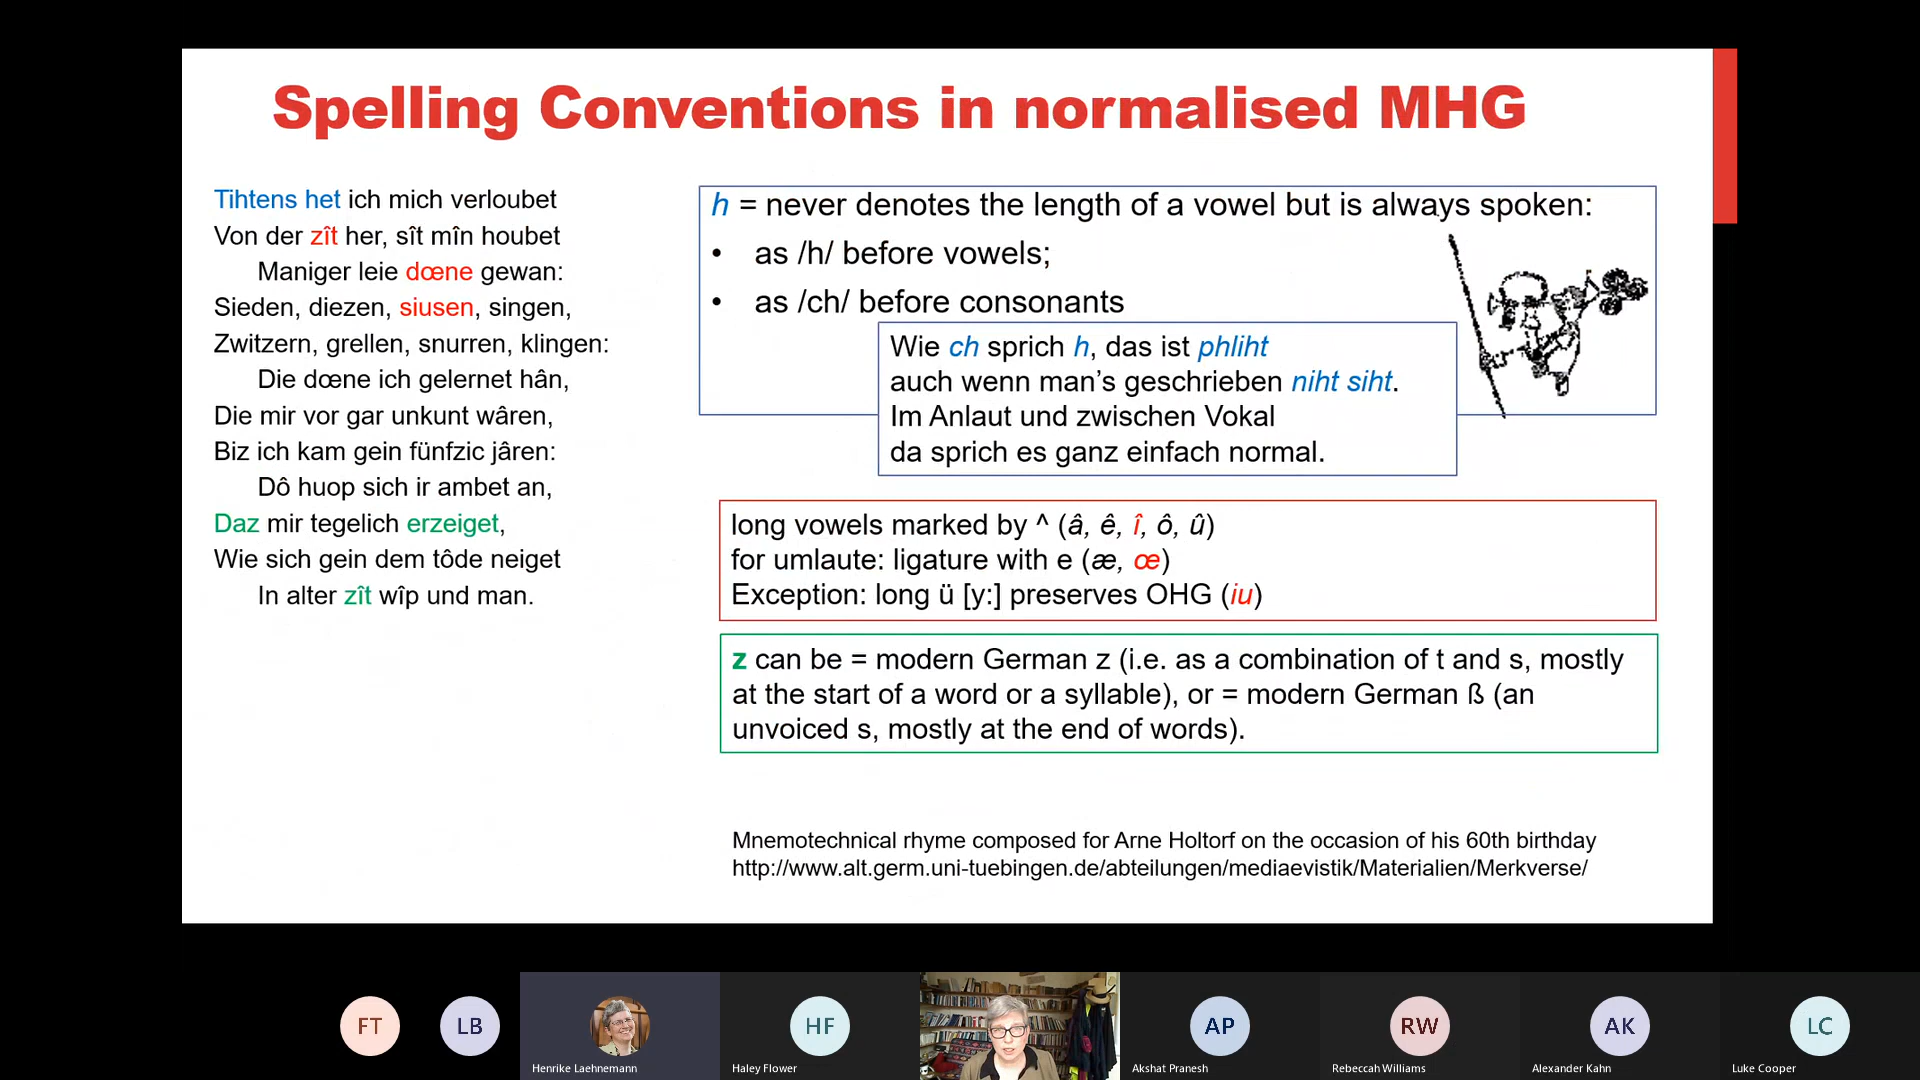 Spelling Conventions in normalised MHG
Tihtens het ich mich verloubet
Von der zît her, sît mîn houbet
Maniger leie dœne gewan:
Sieden, diezen, siusen, singen,
Zwitzern, grellen, snurren, klingen:
Die dœne ich gelernet hân,
Die mir vor gar unkunt wâren,
Biz ich kam gein fünfzic jâren:
Dô huop sich ir ambet an,
Daz mir tegelich erzeiget,
Wie sich gein dem tôde neiget
In alter zît wîp und man.
h = never denotes the length of a vowel but is always spoken:
• as /h/ before vowels;
• as /ch/ before consonants
Wie ch sprich h, das ist phliht
auch wenn man's geschrieben niht siht.
Im Anlaut und zwischen Vokal
da sprich es ganz einfach normal.
long vowels marked by ^ (â, ê, î, ô, û)
for umlaute: ligature with e (æ, œ)
Exception: long ü [y:] preserves OHG (iu)
z can be = modern German z (i.e. as a combination of t and s, mostly
at the start of a word or a syllable), or = modern German ß (an
unvoiced s, mostly at the end of words).
Mnemotechnical rhyme composed for Arne Holtorf on the occasion of his 60th birthday
http://www.alt.germ.uni-tuebingen.de/abteilungen/mediaevistik/Materialien/Merkverse/
FT
LB
HF
AP
RW
AK
LC
Henrike Laehnemann
Haley Flower
Akshat Pranesh
Rebeccah Williams
Alexander Kahn
Luke Cooper